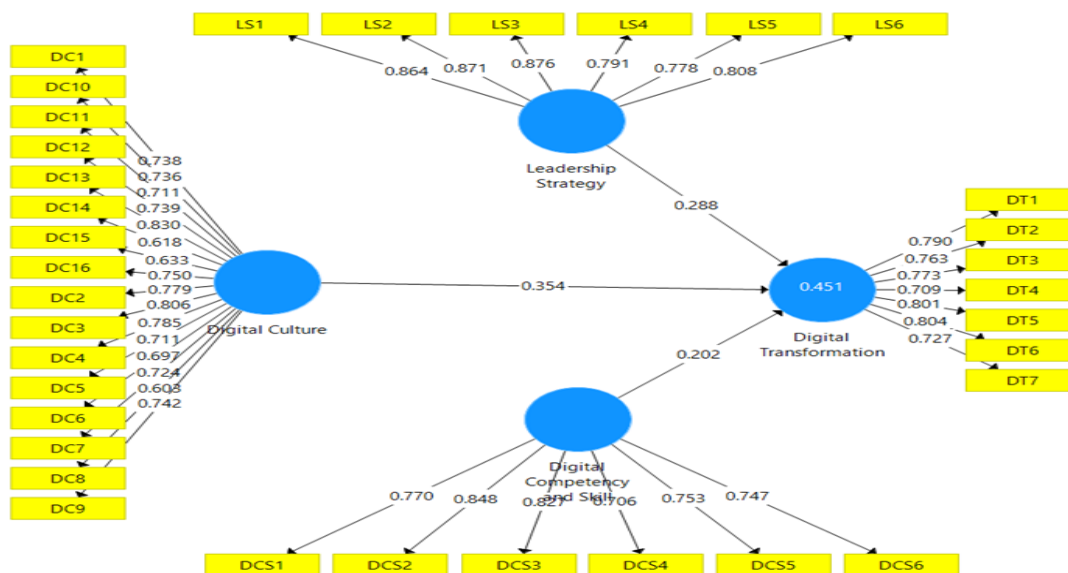 LS1 LS2 LS3 LS4 LS5 LS6
0.864 0.871 0.876 0.791 0.778 0.808
Leadership
Strategy
DC1
DC10
DC11
DC12
DC13
DC14
DC15
DC16
DC2
DC3
DC4
DC5
DC6
DC7
DC8
DC9
0.738
0.736
0.711
0.739
0.830
0.618
0.633
0.750
0.779
0.806
0.785
0.711
0.697
0.724
0.603
0.742
Digital Culture
0.288
0.354
0.202
0.451
Digital
Transformation
0.790
0.763
0.773
0.709
0.801
0.804
0.727
DT1
DT2
DT3
DT4
DT5
DT6
DT7
Digital
Competency
and Skill
0.770 0.848 0.827 0.706 0.753 0.747
DCS1 DCS2 DCS3 DCS4 DCS5 DCS6